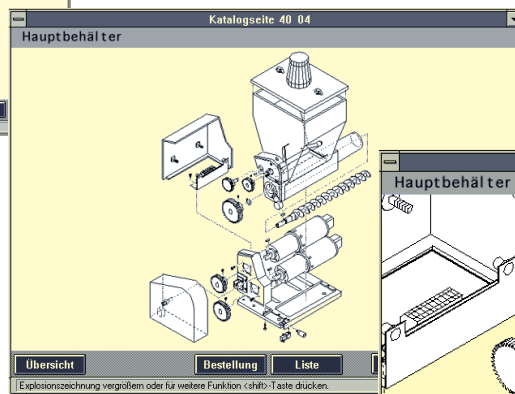 Katalogseite 40 04
Hauptbehälter
Hauptbehälter
Übersicht
Bestellung
Liste
Explosionszeichnung vergrößern oder für weitere Funktion <shift>-Taste drücken.